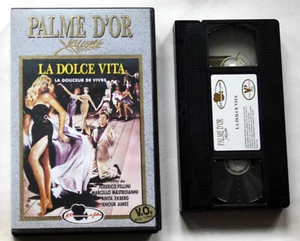 PALME D'OR
LA DOLCE VITA
LA DOUCEUR DE VIVRE
FEDERICO FELLINI
MARCELLO MASTROIANNI
ANITA EKBERG
ANOUK AIMEE
V.O.
PALME D'OR
LA DOLCE VITA